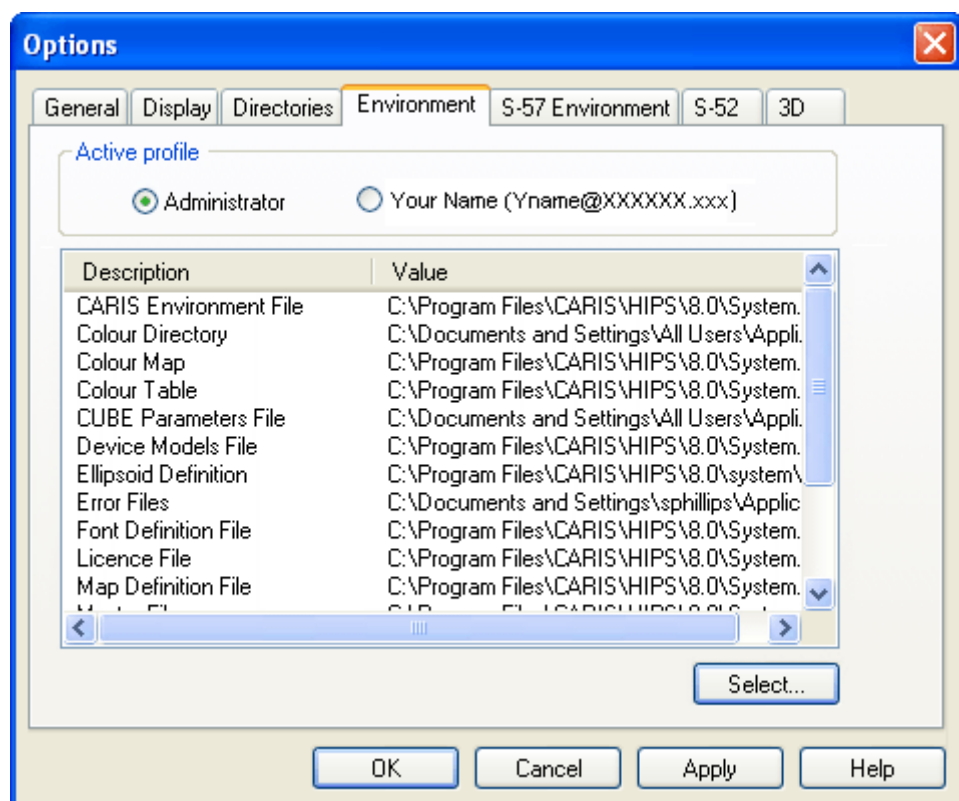 Options
General Display Directories Environment S-57 Environment S-52 3D
Active profile
Administrator Your Name (Yname@XXXXXX.xxx)
Description Value
CARIS Environment File C:\Program Files\CARIS\HIPS\8.0\System.
Colour Directory C:\Documents and Settings\All Users\Appli.
Colour Map C:\Program Files\CARIS\HIPS\8.0\System.
Colour Table C:\Program Files\CARIS\HIPS\8.0\System.
CUBE Parameters File C:\Documents and Settings\All Users\Appli.
Device Models File C:\Program Files\CARIS\HIPS\8.0\System.
Ellipsoid Definition C:\Program Files\CARIS\HIPS\8.0\system\
Error Files C:\Documents and Settings\sphillips\Applic
Font Definition File C:\Program Files\CARIS\HIPS\8.0\System.
Licence File C:\Program Files\CARIS\HIPS\8.0\System.
Map Definition File C:\Program Files\CARIS\HIPS\8.0\System.
Select...
OK Cancel Apply Help